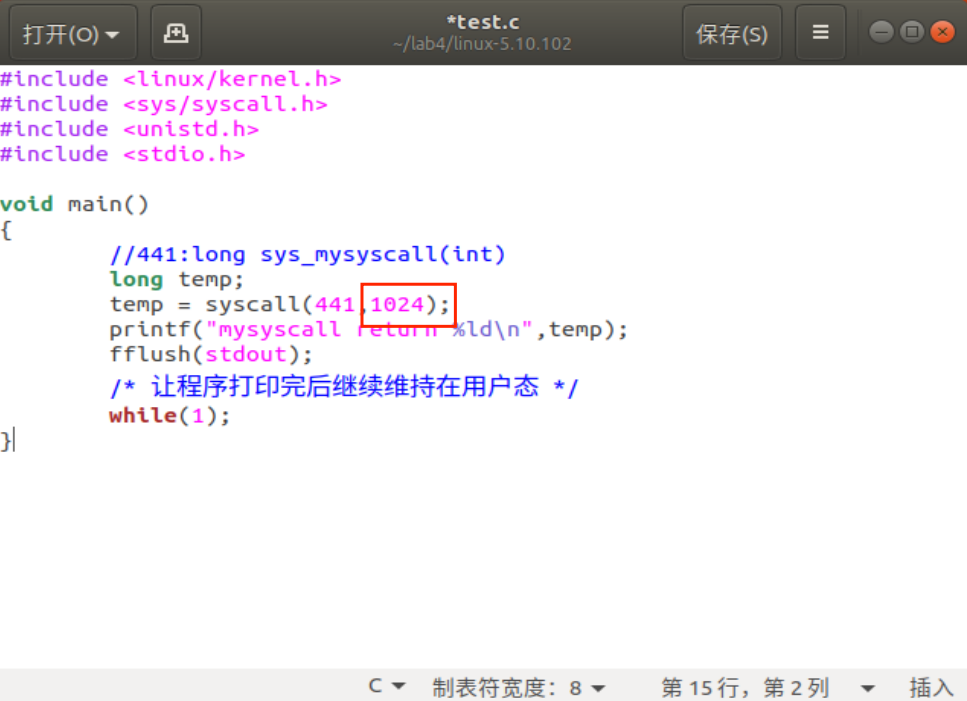 打开(O)
*test.c
~/lab4/linux-5.10.102
保存(S)
#include <linux/kernel.h>
#include <sys/syscall.h>
#include <unistd.h>
#include <stdio.h>
void main()
{
//441:long sys_mysyscall(int)
long temp;
temp = syscall(441,1024);
printf("mysyscall return %ld\n",temp);
fflush(stdout);
/* 让程序打印完后继续维持在用户态 */
while(1);
}
C 制表符宽度：8 第 15 行，第 2 列 插入